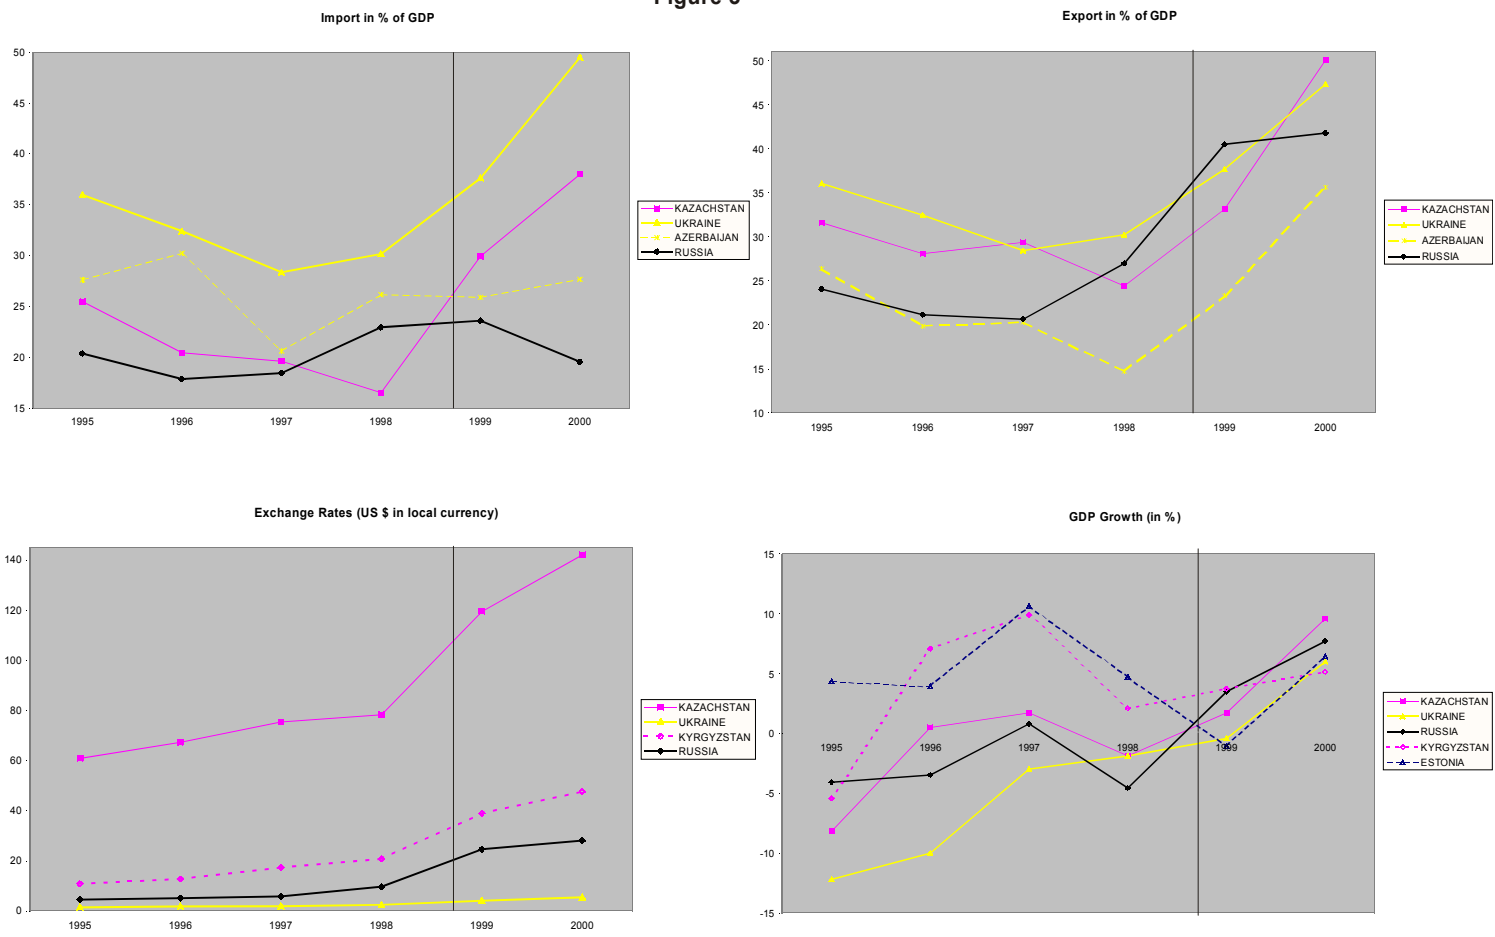 Import in % of GDP
50
45
40
35
30
25
20
15
1995 1996 1997 1998 1999 2000
KAZACHSTAN
UKRAINE
AZERBAIJAN
RUSSIA
Export in % of GDP
50
45
40
35
30
25
20
15
10
1995 1996 1997 1998 1999 2000
KAZACHSTAN
UKRAINE
AZERBAIJAN
RUSSIA
Exchange Rates (US $ in local currency)
140
120
100
80
60
40
20
0
1995 1996 1997 1998 1999 2000
KAZACHSTAN
UKRAINE
KYRGYZSTAN
RUSSIA
GDP Growth (in %)
15
10
5
0
-5
-10
-15
1995 1996 1997 1998 1999 2000
KAZACHSTAN
UKRAINE
RUSSIA
KYRGYZSTAN
ESTONIA